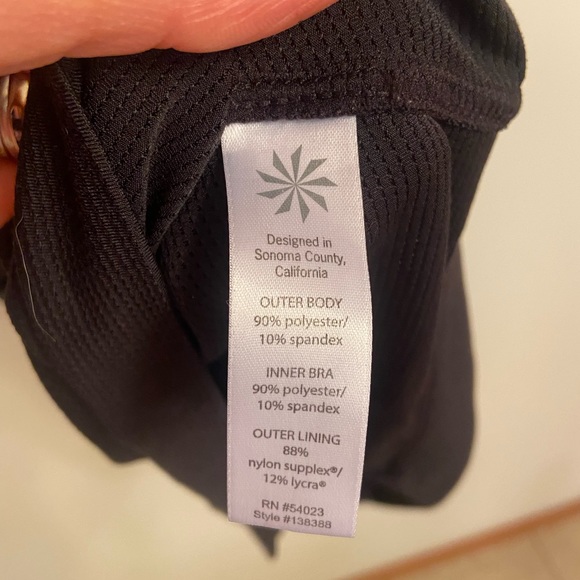 Designed in
Sonoma County,
California
OUTER BODY
90% polyester/
10% spandex
INNER BRA
90% polyester/
10% spandex
OUTER LINING
88%
nylon supplex®/
12% lycra®
RN #54023
Style #138388